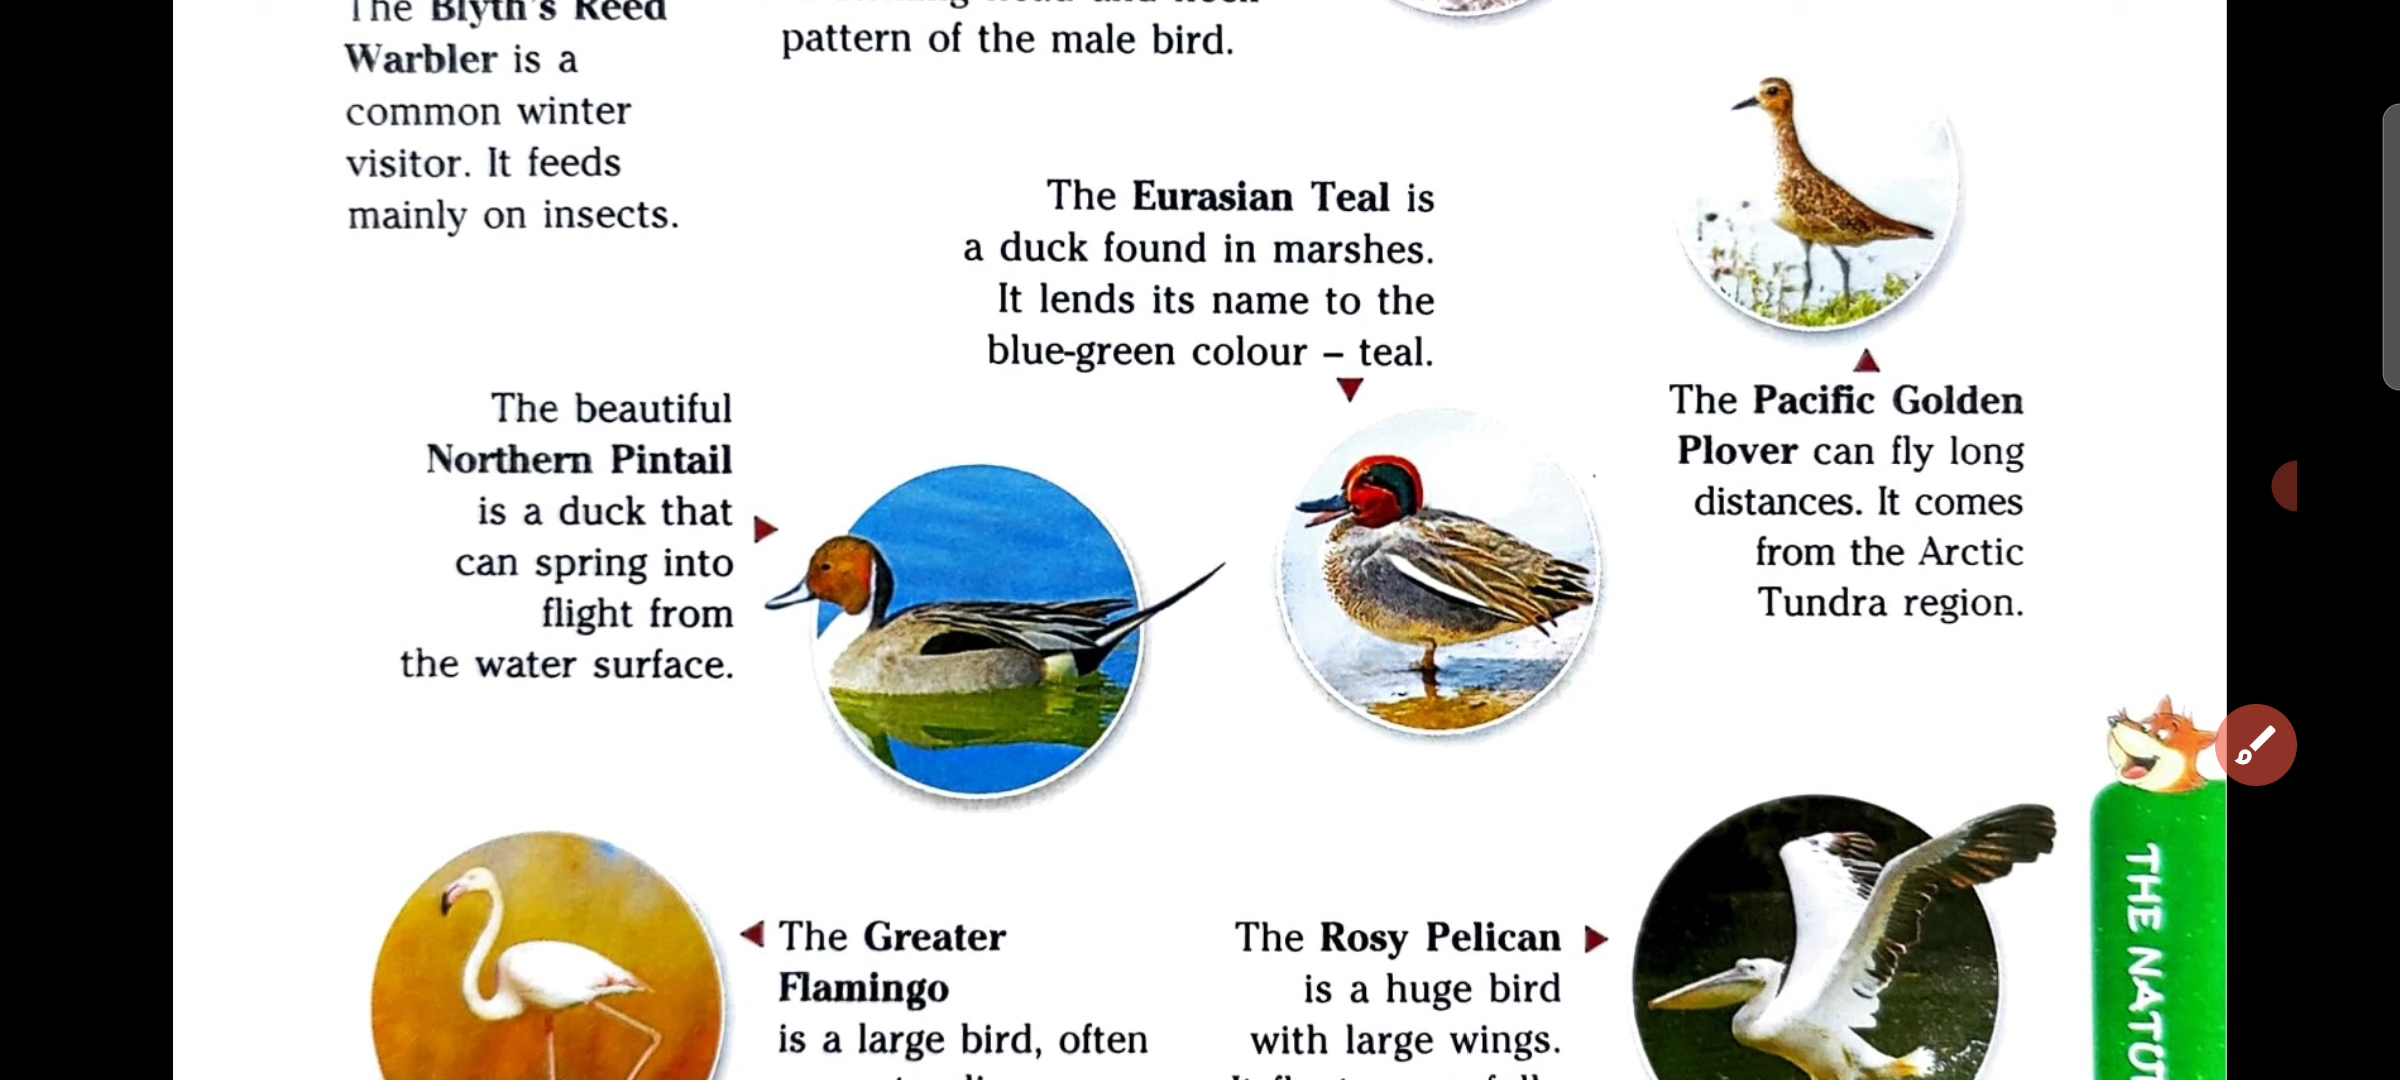 The Blyth's Reed
Warbler is a
common winter
visitor. It feeds
mainly on insects.
pattern of the male bird.
The Eurasian Teal is
a duck found in marshes.
It lends its name to the
blue-green colour – teal.
The Pacific Golden
Plover can fly long
distances. It comes
from the Arctic
Tundra region.
The beautiful
Northern Pintail
is a duck that
can spring into
flight from
the water surface.
The Greater
Flamingo
is a large bird, often
The Rosy Pelican
is a huge bird
with large wings.
THE